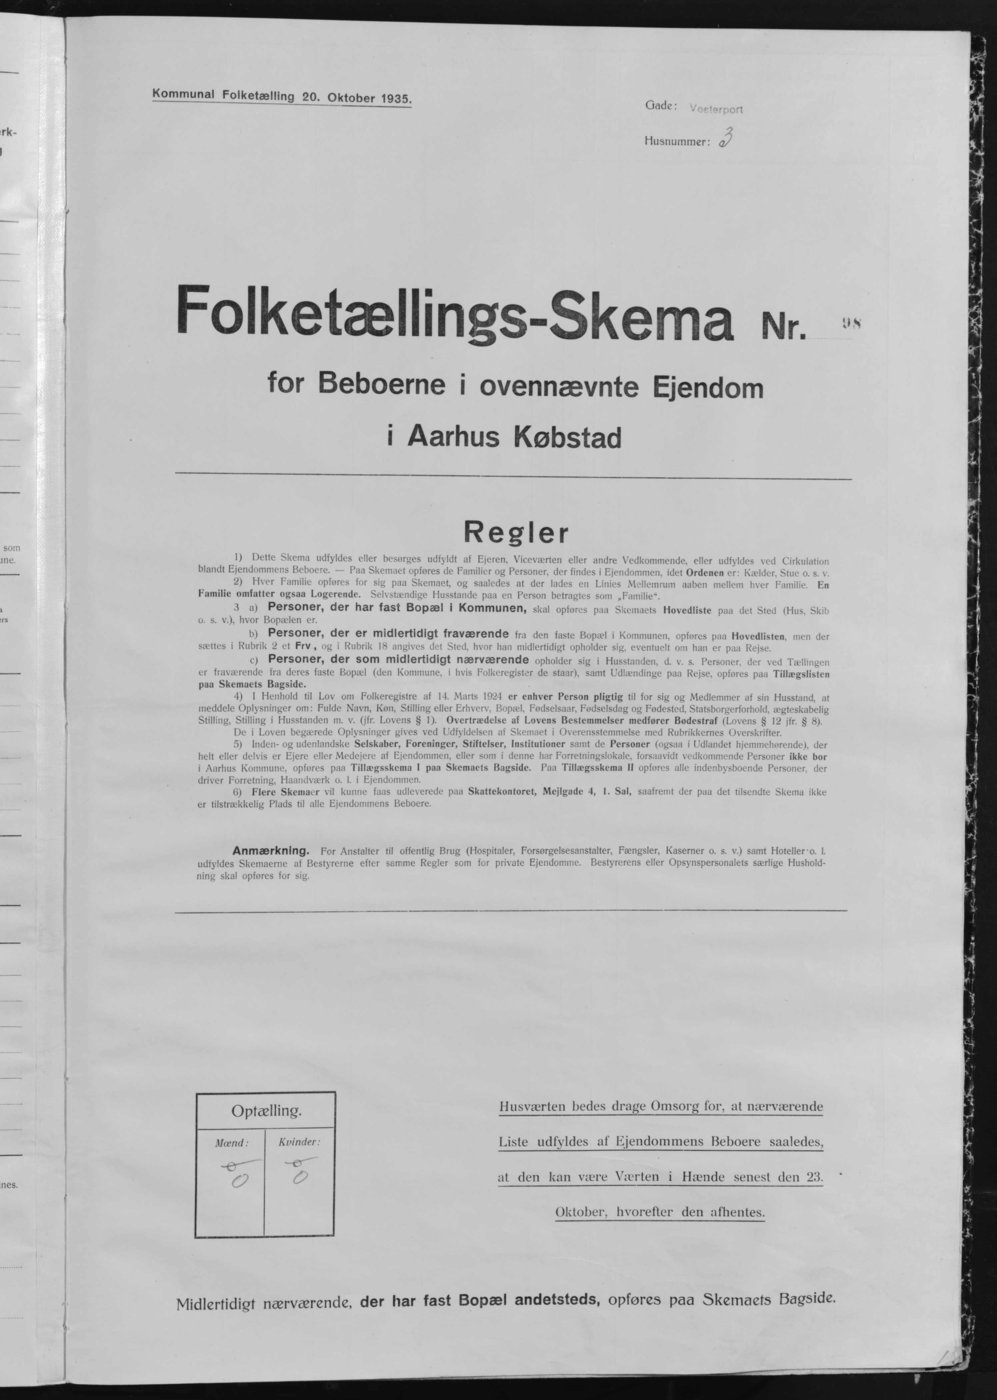 Kommunal Folketælling 20. Oktober 1935.
Gade: Vesterport
Husnummer: 3
Folketællings-Skema Nr. 98
for Beboerne i ovennævnte Ejendom
i Aarhus Købstad
Regler
1) Dette Skema udfyldes eller besørges udfyldt af Ejeren, Viceværten eller andre Vedkommende, eller udfyldes ved Cirkulation
blandt Ejendommens Beboere. — Paa Skemaet opføres de Familier og Personer, der findes i Ejendommen, idet Ordenen er: Kælder, Stue o. s. v.
2) Hver Familie opføres for sig paa Skemaet, og saaledes at der lades en Linies Mellemrum aaben mellem hver Familie. En
Familie omfatter ogsaa Logerende. Selvstændige Husstande paa en Person betragtes som „Familie“.
3 a) Personer, der har fast Bopæl i Kommunen, skal opføres paa Skemaets Hovedliste paa det Sted (Hus, Skib
o. s. v.), hvor Bopælen er.
b) Personer, der er midlertidigt fraværende fra den faste Bopæl i Kommunen, opføres paa Hovedlisten, men der
sættes i Rubrik 2 et Frv., og i Rubrik 18 angives det Sted, hvor han midlertidigt opholder sig, eventuelt om han er paa Rejse.
c) Personer, der som midlertidigt nærværende opholder sig i Husstanden, d. v. s. Personer, der ved Tællingen
er fraværende fra deres faste Bopæl (den Kommune, i hvis Folkeregister de staar), samt Udlændinge paa Rejse, opføres paa Tillægslisten
paa Skemaets Bagside.
4) I Henhold til Lov om Folkeregistre af 14. Marts 1924 er enhver Person pligtig til for sig og Medlemmer af sin Husstand, at
meddele Oplysninger om: Fulde Navn, Køn, Stilling eller Erhverv, Bopæl, Fødselsaar, Fødselsdag og Fødested, Statsborgerforhold, ægteskabelig
Stilling, Stilling i Husstanden m. v. (jfr. Lovens § 1). Overtrædelse af Lovens Bestemmelser medfører Bødestraf (Lovens § 12 jfr. § 8).
De i Loven begærede Oplysninger gives ved Udfyldelsen af Skemaet i Overensstemmelse med Rubrikkernes Overskrifter.
5) Inden- og udenlandske Selskaber, Foreninger, Stiftelser, Institutioner samt de Personer (ogsaa i Udlandet hjemmehørende), der
helt eller delvis er Ejere eller Medejere af Ejendommen, eller som i denne har Forretningslokale, forsaavidt vedkommende Personer ikke bor
i Aarhus Kommune, opføres paa Tillægsskema I paa Skemaets Bagside. Paa Tillægsskema II opføres alle indenbysboende Personer, der
driver Forretning, Haandværk o. l. i Ejendommen.
6) Flere Skemaer vil kunne faas udleverede paa Skattekontoret, Mejlgade 4, 1. Sal, saafremt der paa det tilsendte Skema ikke
er tilstrækkelig Plads til alle Ejendommens Beboere.
Anmærkning. For Anstalter til offentlig Brug (Hospitaler, Forsørgelsesanstalter, Fængsler, Kaserner o. s. v.) samt Hoteller o. l.
udfyldes Skemaerne af Bestyrerne efter samme Regler som for private Ejendomme. Bestyrerens eller Opsynspersonalets særlige Hushold-
ning skal opføres for sig.
Optælling.
Mænd: Kvinder:
0 0
0 0
Husværten bedes drage Omsorg for, at nærværende
Liste udfyldes af Ejendommens Beboere saaledes,
at den kan være Værten i Hænde senest den 23.
Oktober, hvorefter den afhentes.
Midlertidigt nærværende, der har fast Bopæl andetsteds, opføres paa Skemaets Bagside.